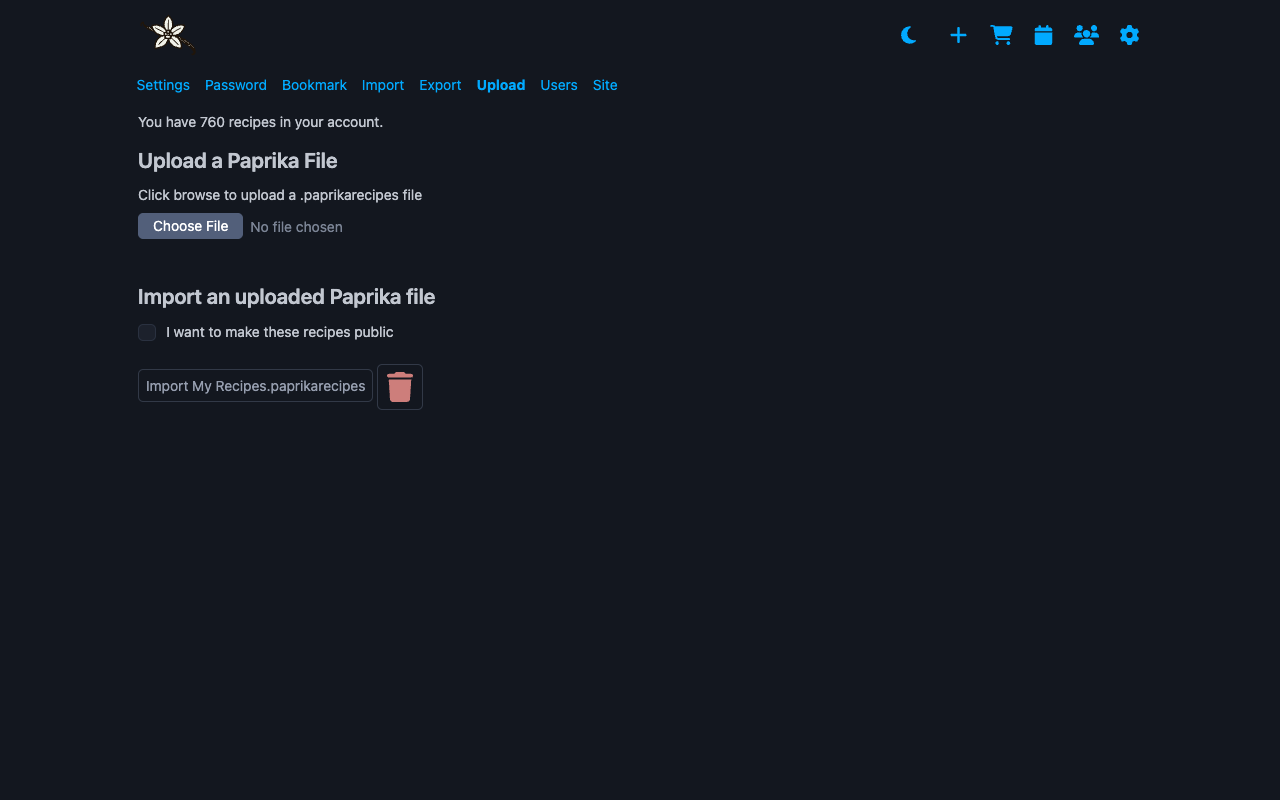 Settings Password Bookmark Import Export Upload Users Site
You have 760 recipes in your account.
Upload a Paprika File
Click browse to upload a .paprikarecipes file
Choose File No file chosen
Import an uploaded Paprika file
I want to make these recipes public
Import My Recipes.paprikarecipes